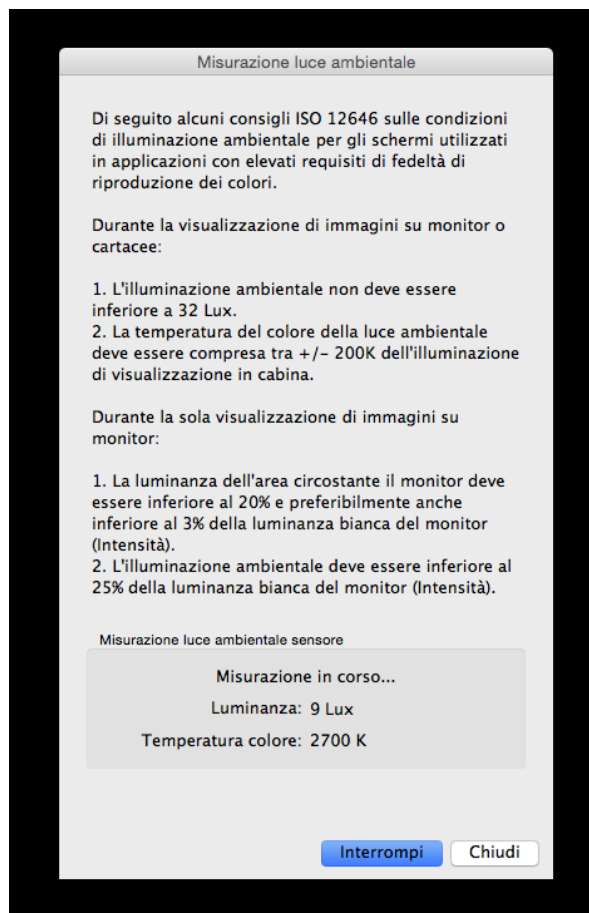 Misurazione luce ambientale
Di seguito alcuni consigli ISO 12646 sulle condizioni
di illuminazione ambientale per gli schermi utilizzati
in applicazioni con elevati requisiti di fedeltà di
riproduzione dei colori.
Durante la visualizzazione di immagini su monitor o
cartacee:
1. L'illuminazione ambientale non deve essere
inferiore a 32 Lux.
2. La temperatura del colore della luce ambientale
deve essere compresa tra +/- 200K dell'illuminazione
di visualizzazione in cabina.
Durante la sola visualizzazione di immagini su
monitor:
1. La luminanza dell'area circostante il monitor deve
essere inferiore al 20% e preferibilmente anche
inferiore al 3% della luminanza bianca del monitor
(Intensità).
2. L'illuminazione ambientale deve essere inferiore al
25% della luminanza bianca del monitor (Intensità).
Misurazione luce ambientale sensore
Misurazione in corso...
Luminanza: 9 Lux
Temperatura colore: 2700 K
Interrompi Chiudi